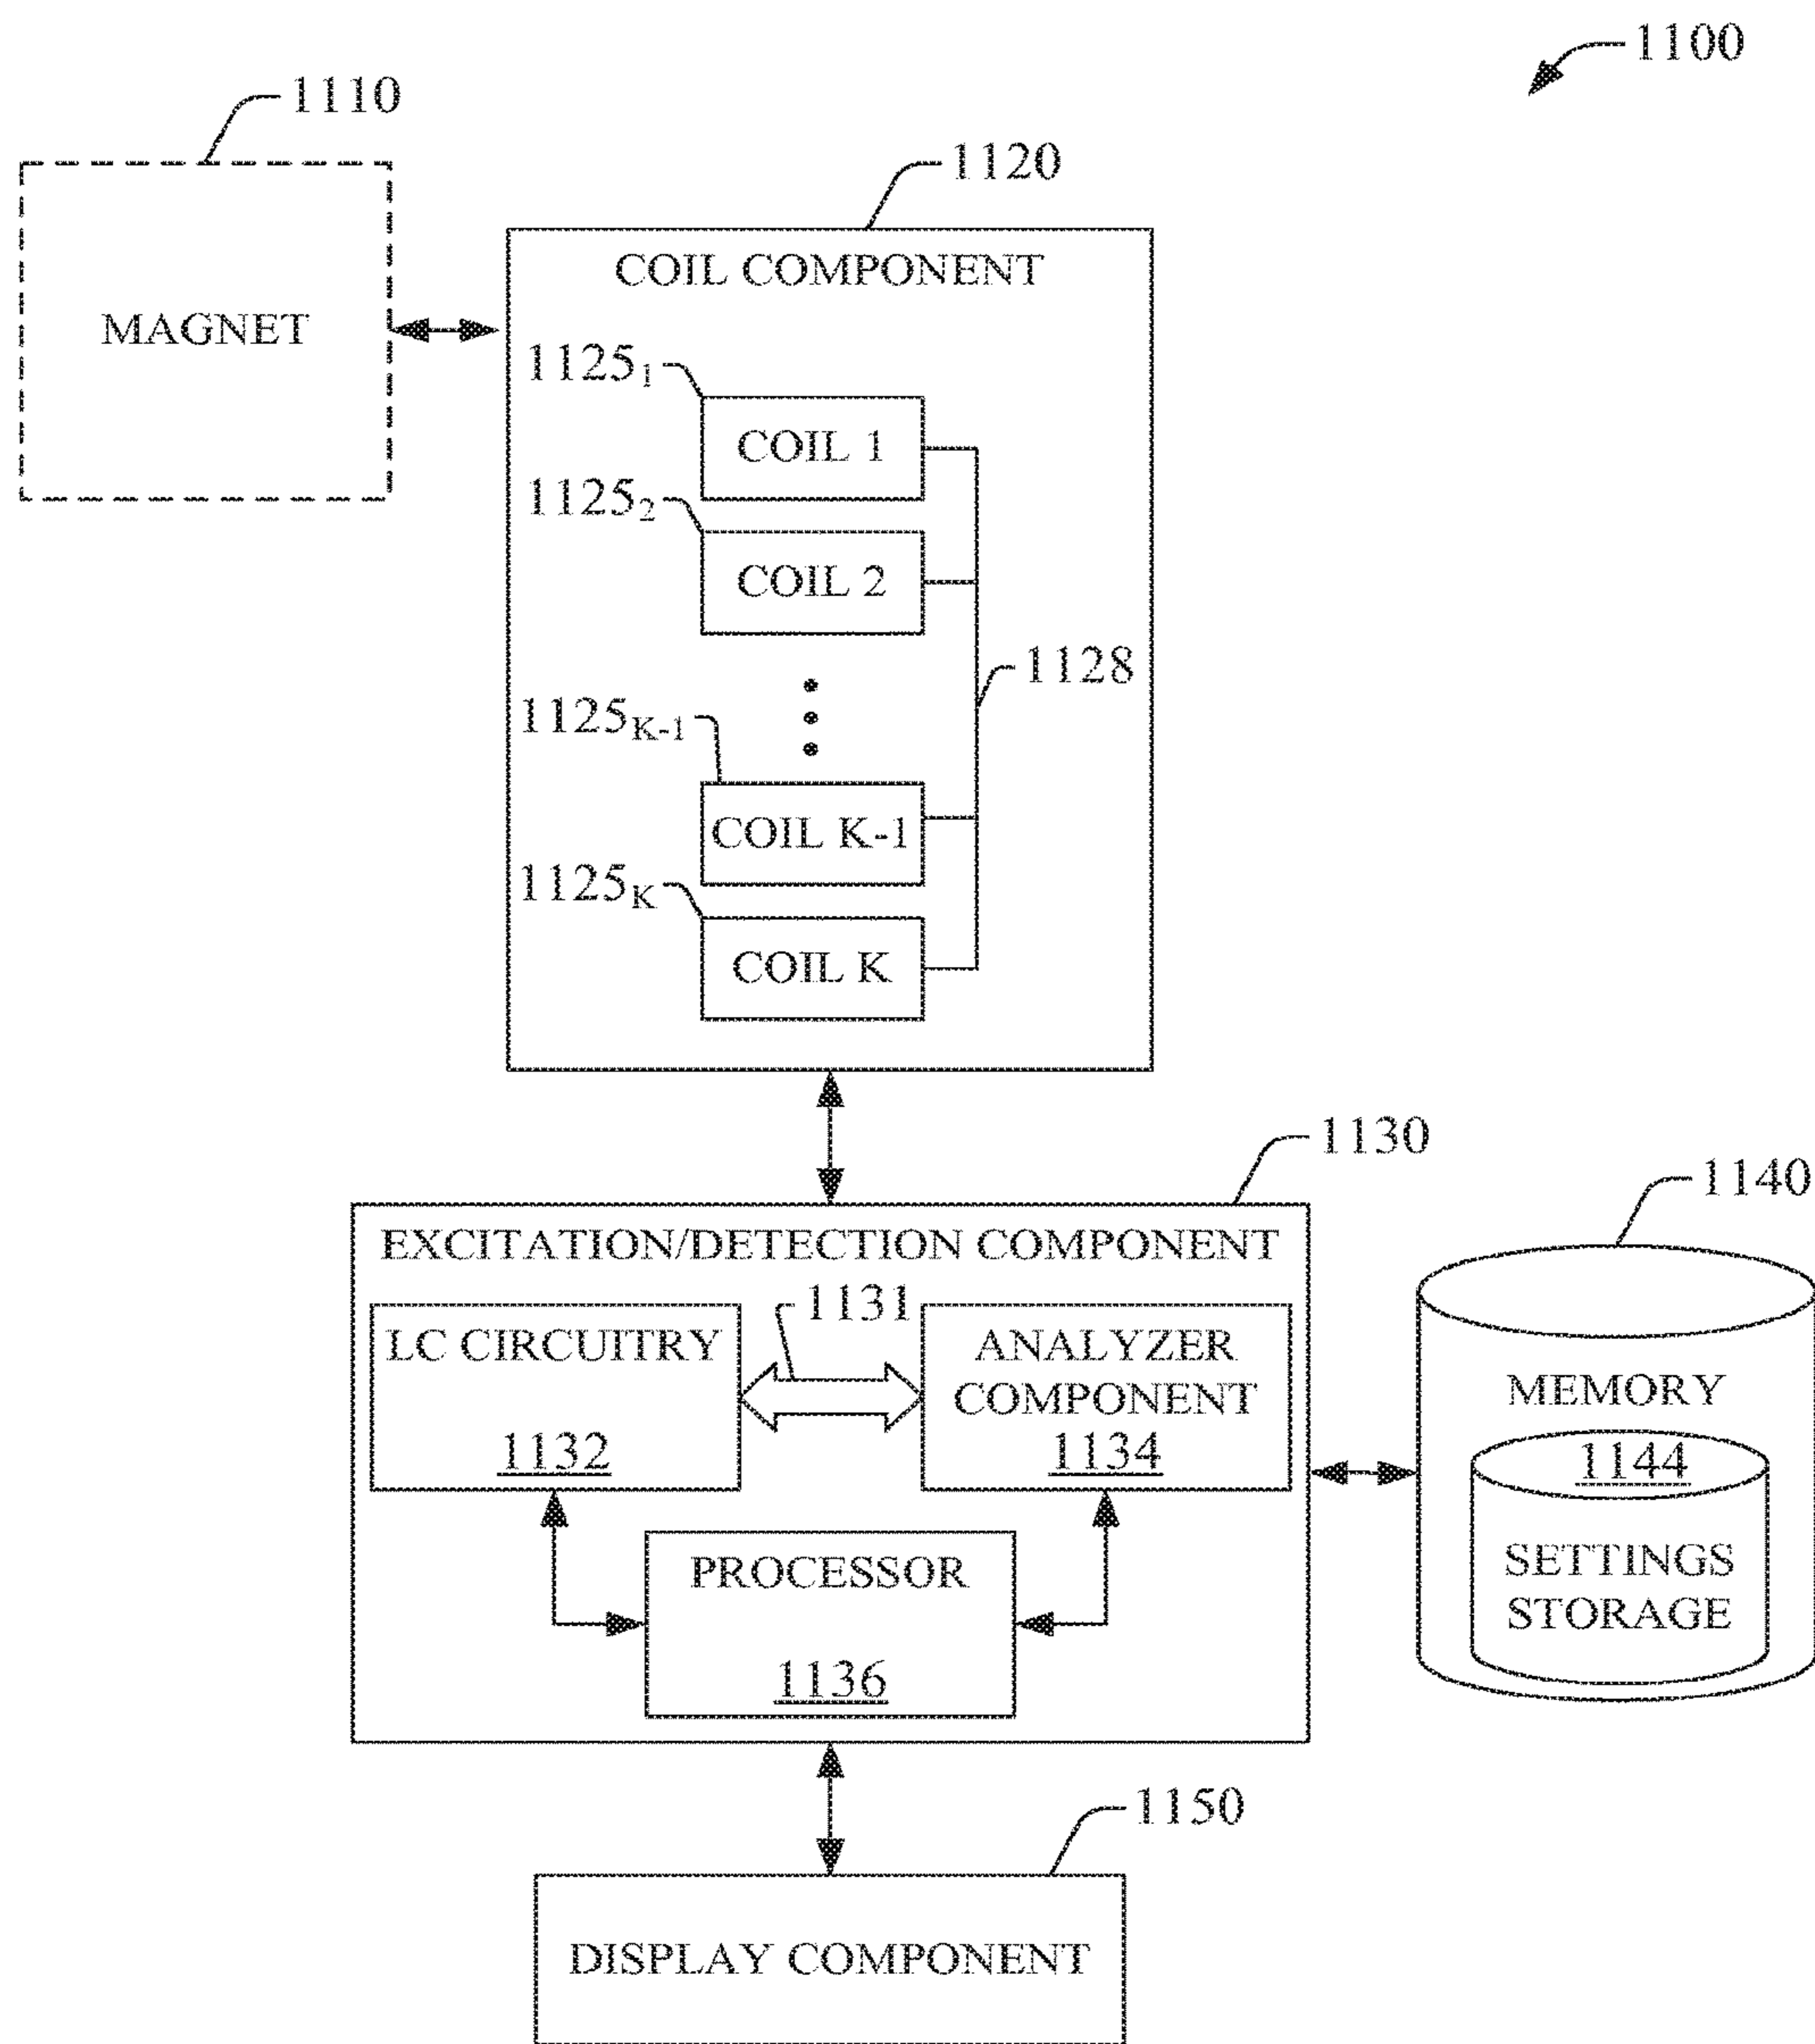 1100
1110
1120
MAGNET
COIL COMPONENT
1125₁
COIL 1
1125₂
COIL 2
1128
1125K-1
COIL K-1
1125K
COIL K
1130
1140
EXCITATION/DETECTION COMPONENT
1131
LC CIRCUITRY
1132
ANALYZER
COMPONENT
1134
MEMORY
1144
SETTINGS
STORAGE
PROCESSOR
1136
1150
DISPLAY COMPONENT